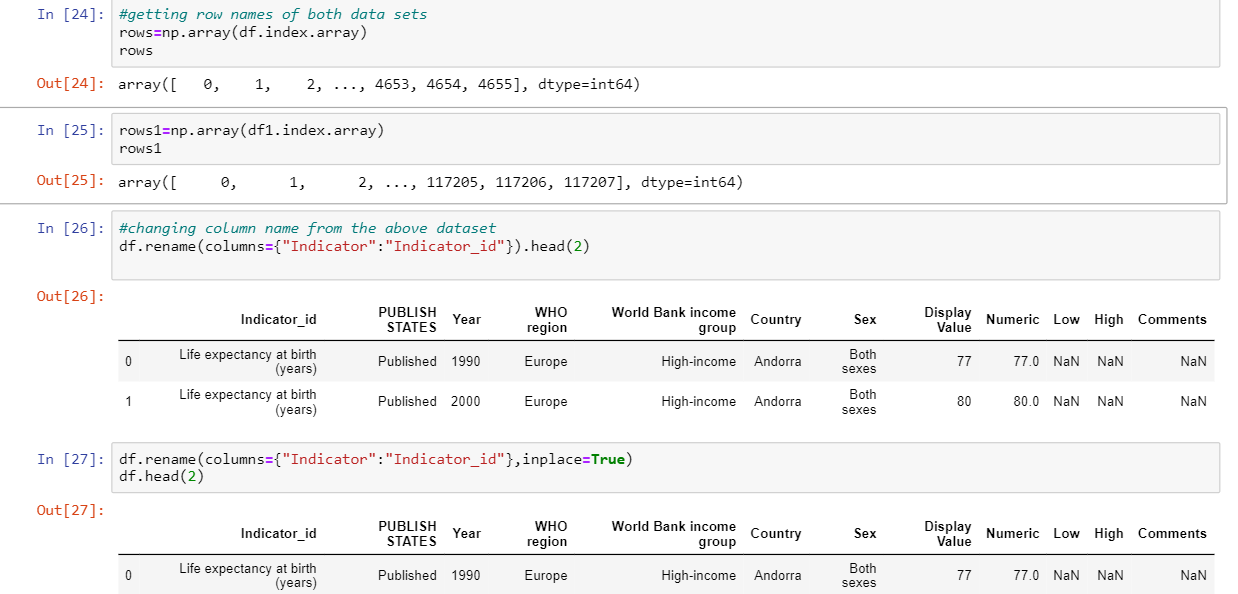 In [24]: #getting row names of both data sets
rows=np.array(df.index.array)
rows
Out[24]: array([   0,    1,    2, ..., 4653, 4654, 4655], dtype=int64)
In [25]: rows1=np.array(df1.index.array)
rows1
Out[25]: array([     0,      1,      2, ..., 117205, 117206, 117207], dtype=int64)
In [26]: #changing column name from the above dataset
df.rename(columns={"Indicator":"Indicator_id"}).head(2)
Out[26]:
Indicator_id PUBLISH STATES Year WHO region World Bank income group Country Sex Display Value Numeric Low High Comments
0 Life expectancy at birth (years) Published 1990 Europe High-income Andorra Both sexes 77 77.0 NaN NaN NaN
1 Life expectancy at birth (years) Published 2000 Europe High-income Andorra Both sexes 80 80.0 NaN NaN NaN
In [27]: df.rename(columns={"Indicator":"Indicator_id"},inplace=True)
df.head(2)
Out[27]:
Indicator_id PUBLISH STATES Year WHO region World Bank income group Country Sex Display Value Numeric Low High Comments
0 Life expectancy at birth (years) Published 1990 Europe High-income Andorra Both sexes 77 77.0 NaN NaN NaN